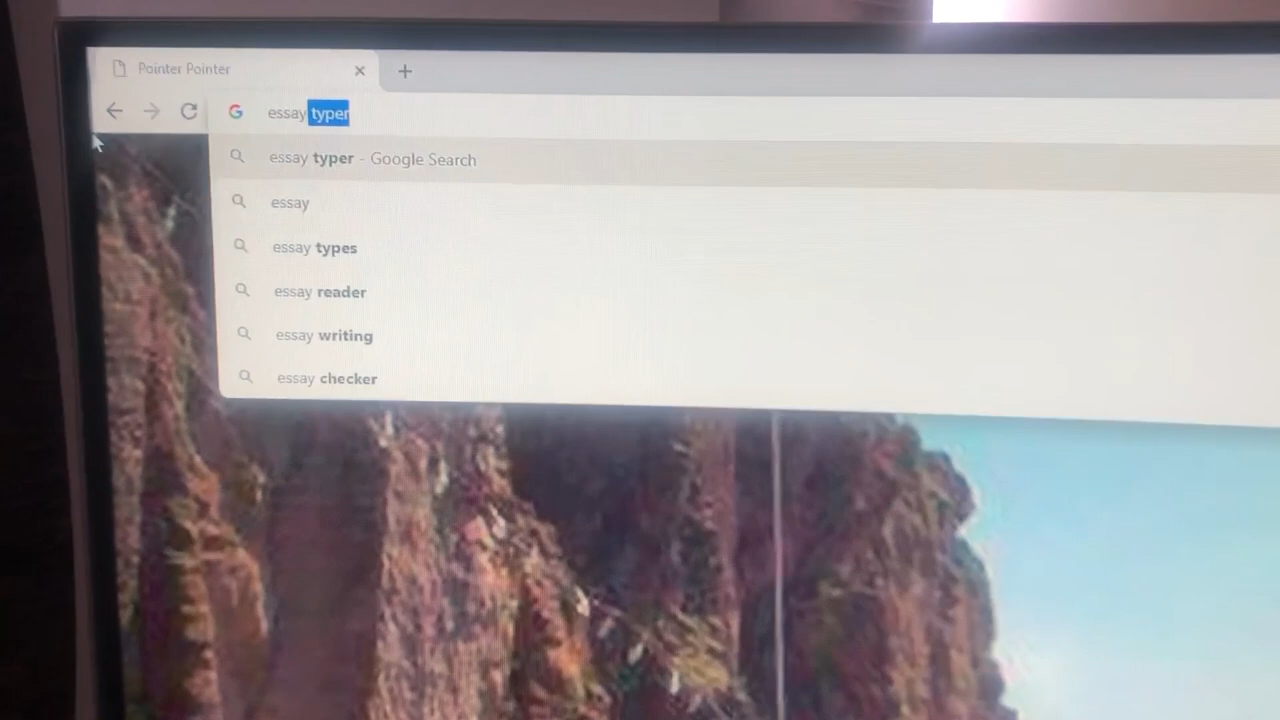 Pointer Pointer
essay typer
essay typer - Google Search
essay
essay types
essay reader
essay writing
essay checker